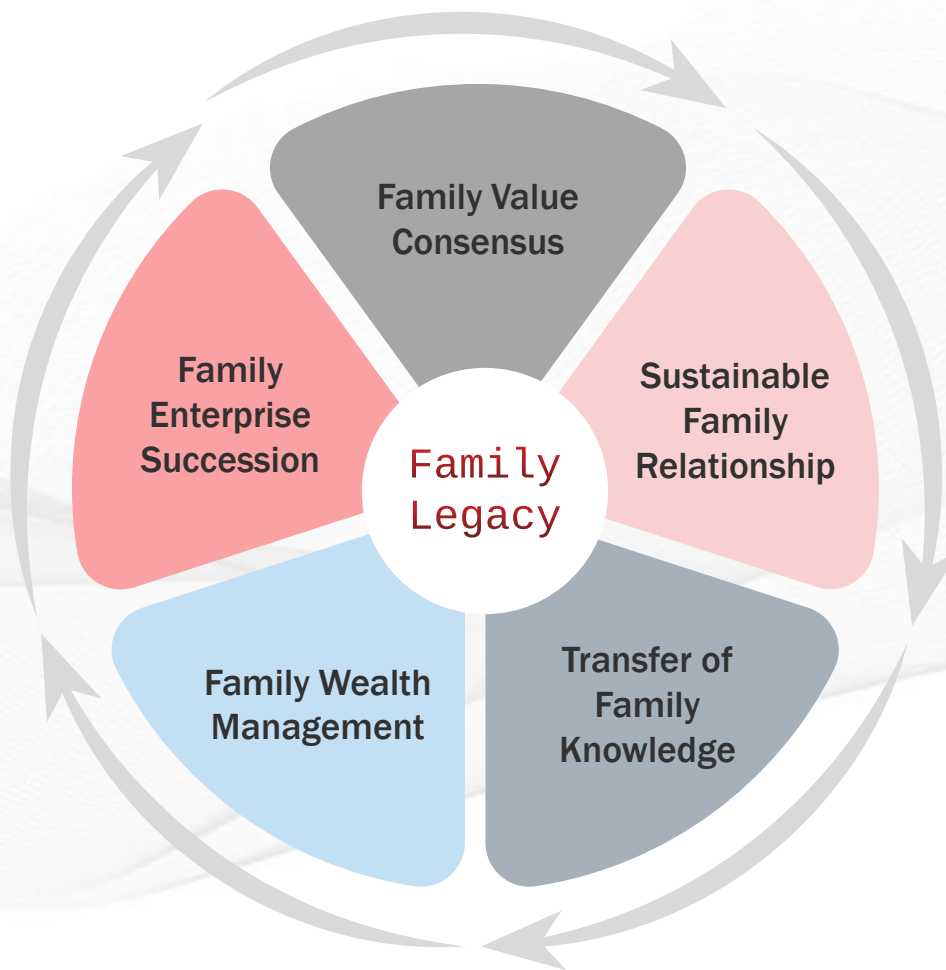 Family Value
Consensus
Sustainable
Family
Relationship
Transfer of
Family
Knowledge
Family Wealth
Management
Family
Enterprise
Succession
Family
Legacy